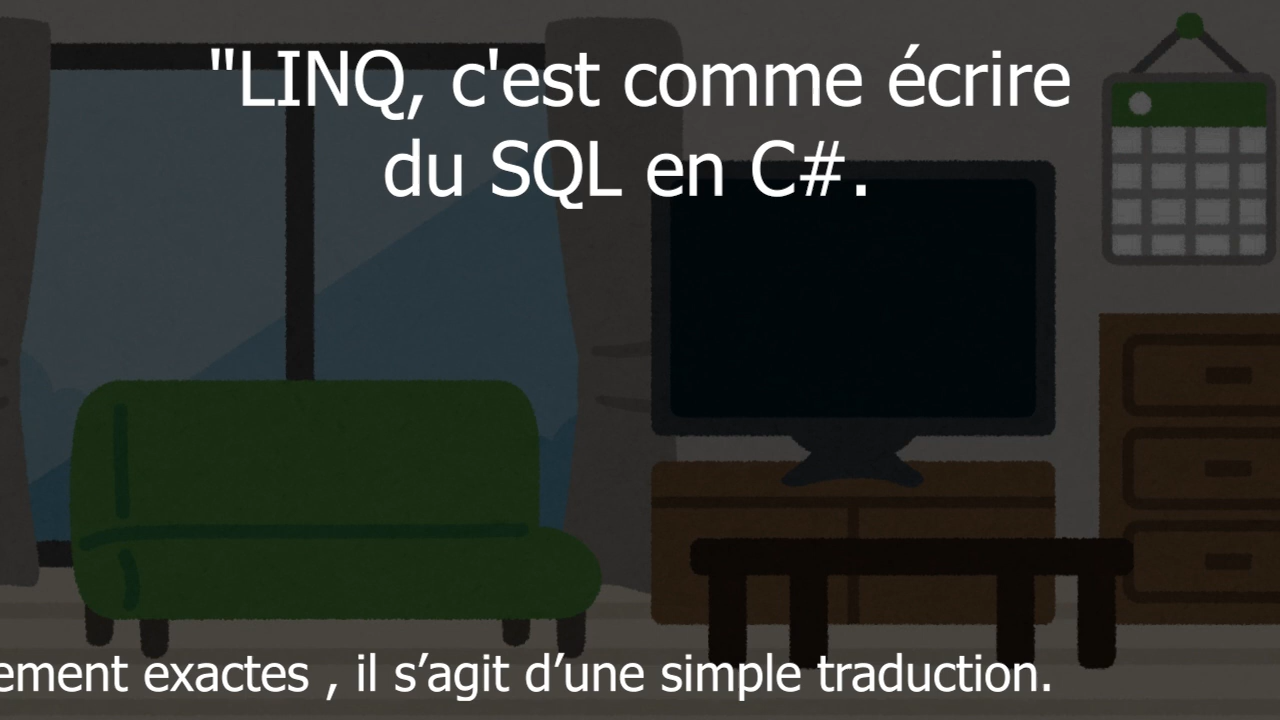 "LINQ, c'est comme écrire
du SQL en C#.
ement exactes , il s’agit d’une simple traduction.